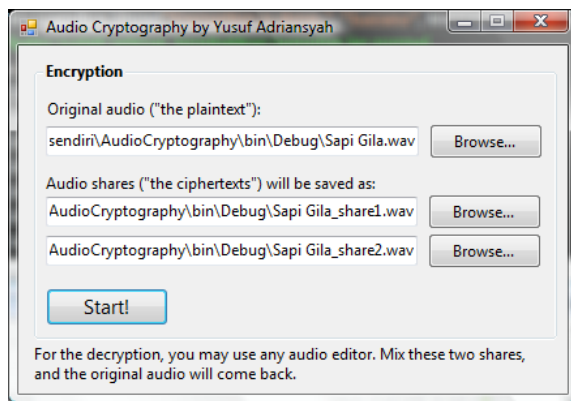 Audio Cryptography by Yusuf Adriansyah
Encryption
Original audio ("the plaintext"):
sendiri\AudioCryptography\bin\Debug\Sapi Gila.wav
Browse...
Audio shares ("the ciphertexts") will be saved as:
AudioCryptography\bin\Debug\Sapi Gila_share1.wav
Browse...
AudioCryptography\bin\Debug\Sapi Gila_share2.wav
Browse...
Start!
For the decryption, you may use any audio editor. Mix these two shares,
and the original audio will come back.